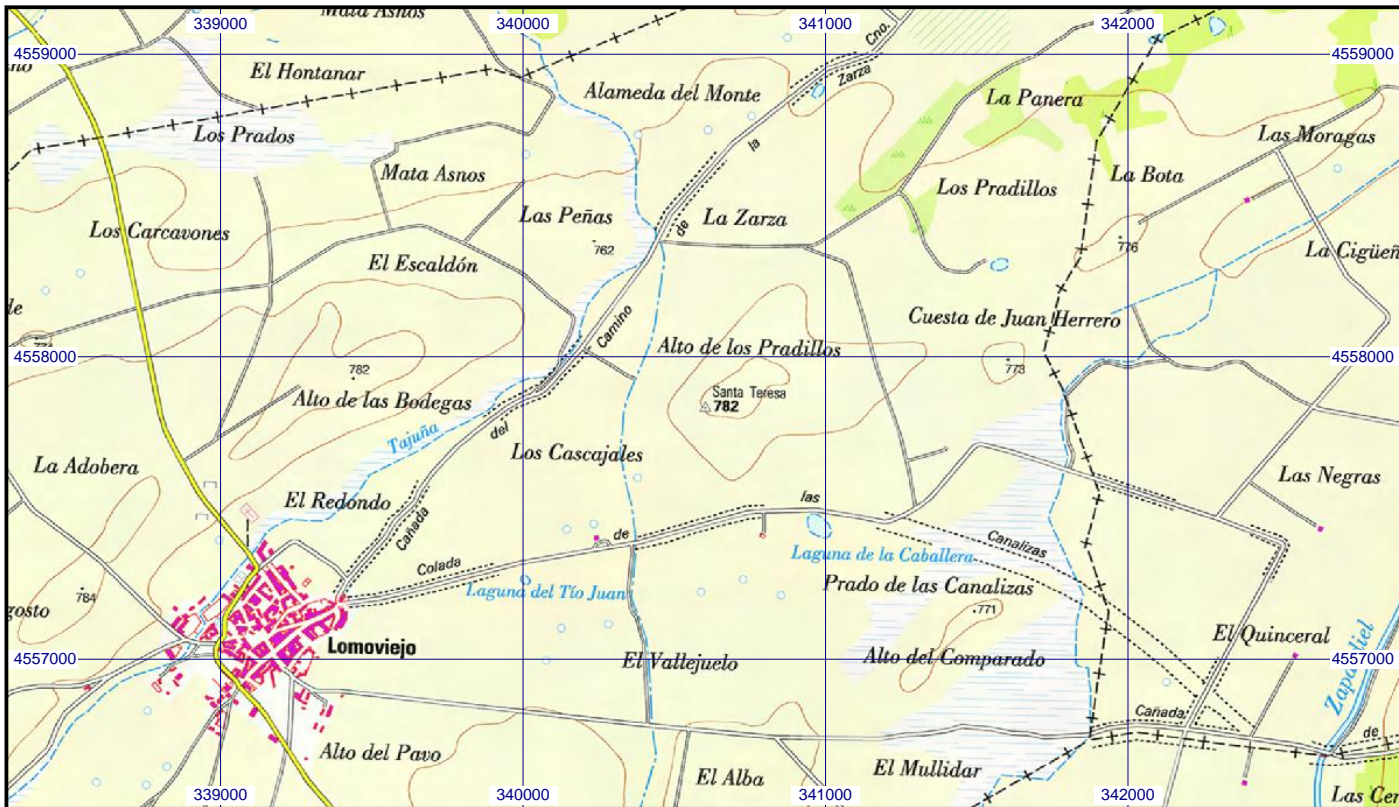 Mata Asnos
339000
340000
341000
342000
4559000
4559000
El Hontanar
Cno.
Zarza
Alameda del Monte
la
La Panera
Las Moragas
Los Prados
Mata Asnos
Los Pradillos
La Bota
Las Peñas
La Zarza
de
Los Carcavones
762
776
El Escaldón
La Cigüeñ
de
Camino
Cuesta de Juan Herrero
774
4558000
4558000
Alto de los Pradillos
782
773
Santa Teresa
782
Alto de las Bodegas
Tajuña
del
Los Cascajales
La Adobera
Las Negras
El Redondo
las
Cañada
de
Canalizas
Laguna de la Caballera
Colada
Laguna del Tío Juan
Prado de las Canalizas
784
gosto
771
El Quinceral
Lomoviejo
4557000
4557000
El Vallejuelo
Alto del Comparado
Zapardiel
Cañada
de
Alto del Pavo
El Alba
El Mullidar
339000
340000
341000
342000
Las Cer